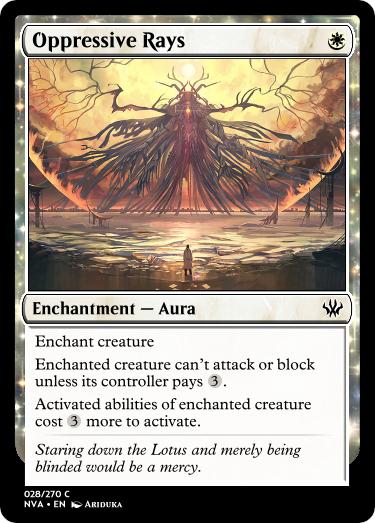 Oppressive Rays
Enchantment — Aura
Enchant creature
Enchanted creature can't attack or block
unless its controller pays 3.
Activated abilities of enchanted creature
cost 3 more to activate.
Staring down the Lotus and merely being
blinded would be a mercy.
028/270 C
NVA • EN Ariduka